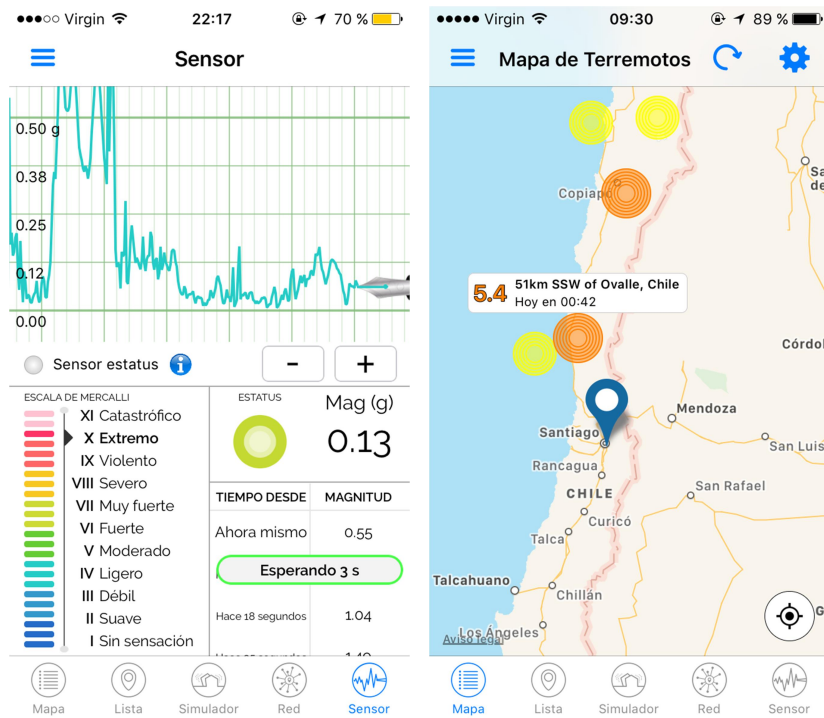 Virgin 22:17 70 %
Sensor
0.50 g
0.38
0.25
0.12
0.00
Sensor estatus i - +
ESCALA DE MERCALLI
XI Catastrófico
X Extremo
IX Violento
VIII Severo
VII Muy fuerte
VI Fuerte
V Moderado
IV Ligero
III Débil
II Suave
I Sin sensación
ESTATUS
Mag (g)
0.13
TIEMPO DESDE MAGNITUD
Ahora mismo 0.55
Esperando 3 s
Hace 18 segundos 1.04
Mapa Lista Simulador Red Sensor
Virgin 09:30 89 %
Mapa de Terremotos
Copiap
5.4 51km SSW of Ovalle, Chile
Hoy en 00:42
Córdo
Mendoza
Santiago
San Luis
Rancagua
CHILE
San Rafael
Curicó
Talca
Talcahuano
Chillán
Los Ángeles
Aviso legal
Mapa Lista Simulador Red Sensor